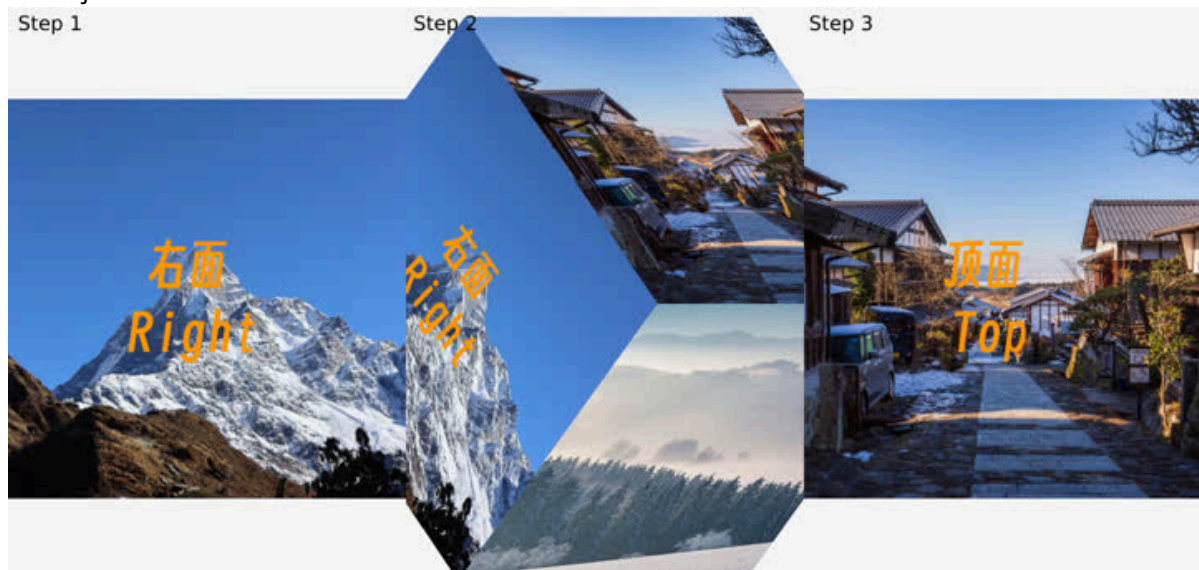 Step 1
右面
Right
Step 2
右面
Right
Step 3
顶面
Top